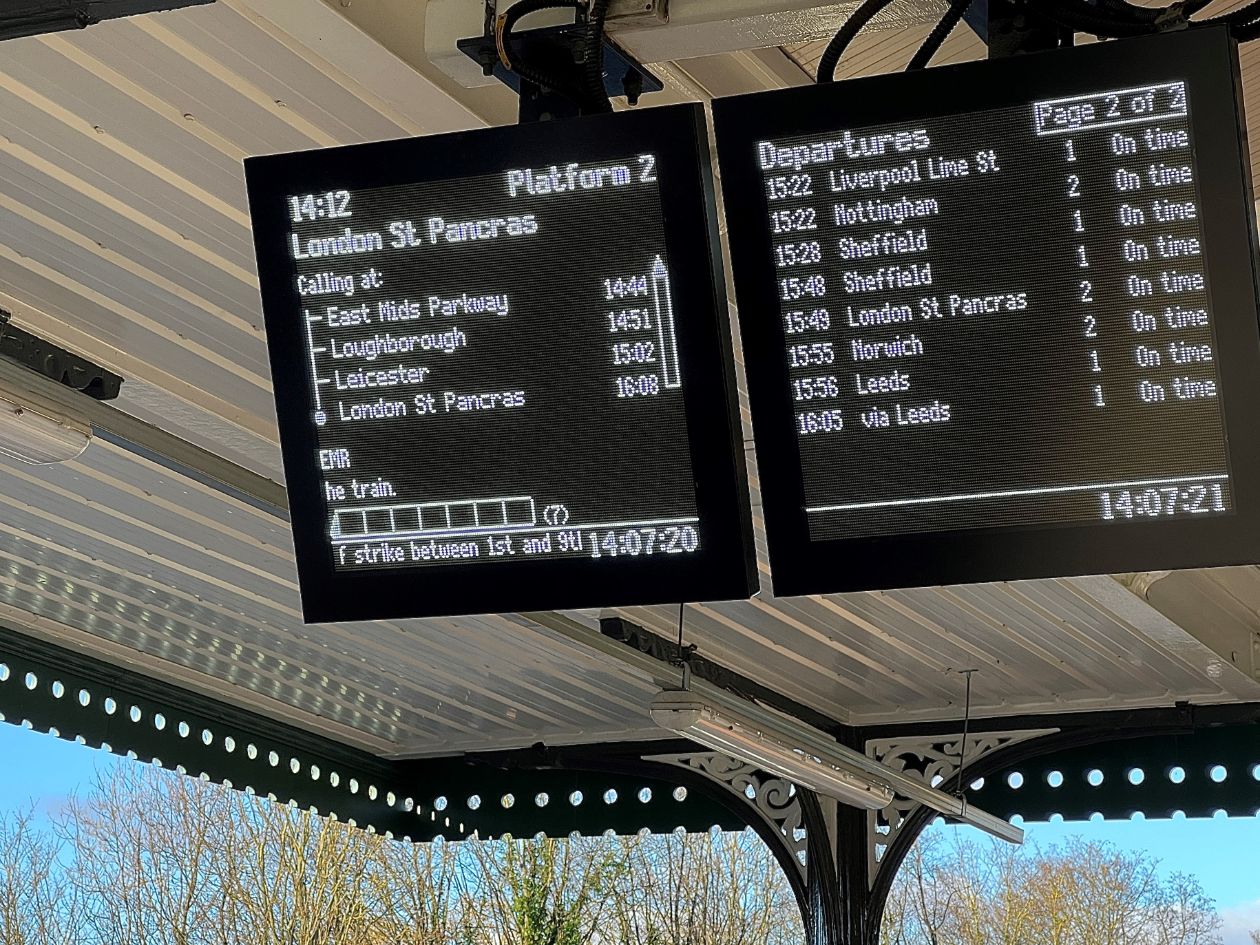 14:12 Platform 2
London St Pancras
Calling at:
East Mids Parkway 14:44
Loughborough 14:51
Leicester 15:02
London St Pancras 16:08
EMR
he train.
(7)
f strike between 1st and 9t 14:07:20
Departures Page 2 of 2
15:22 Liverpool Line St 1 On time
15:22 Nottingham 2 On time
15:28 Sheffield 1 On time
15:48 Sheffield 1 On time
15:49 London St Pancras 2 On time
15:55 Norwich 2 On time
15:56 Leeds 1 On time
16:05 via Leeds 1 On time
14:07:21